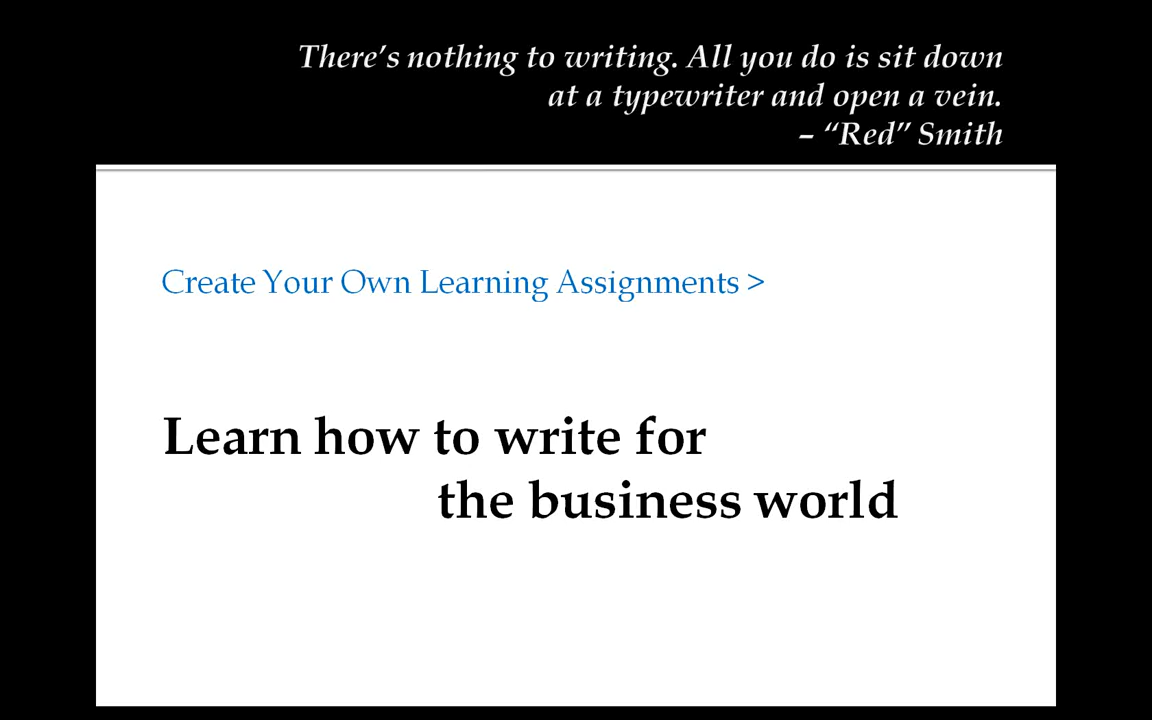 There’s nothing to writing. All you do is sit down
at a typewriter and open a vein.
– “Red” Smith
Create Your Own Learning Assignments >
Learn how to write for
the business world